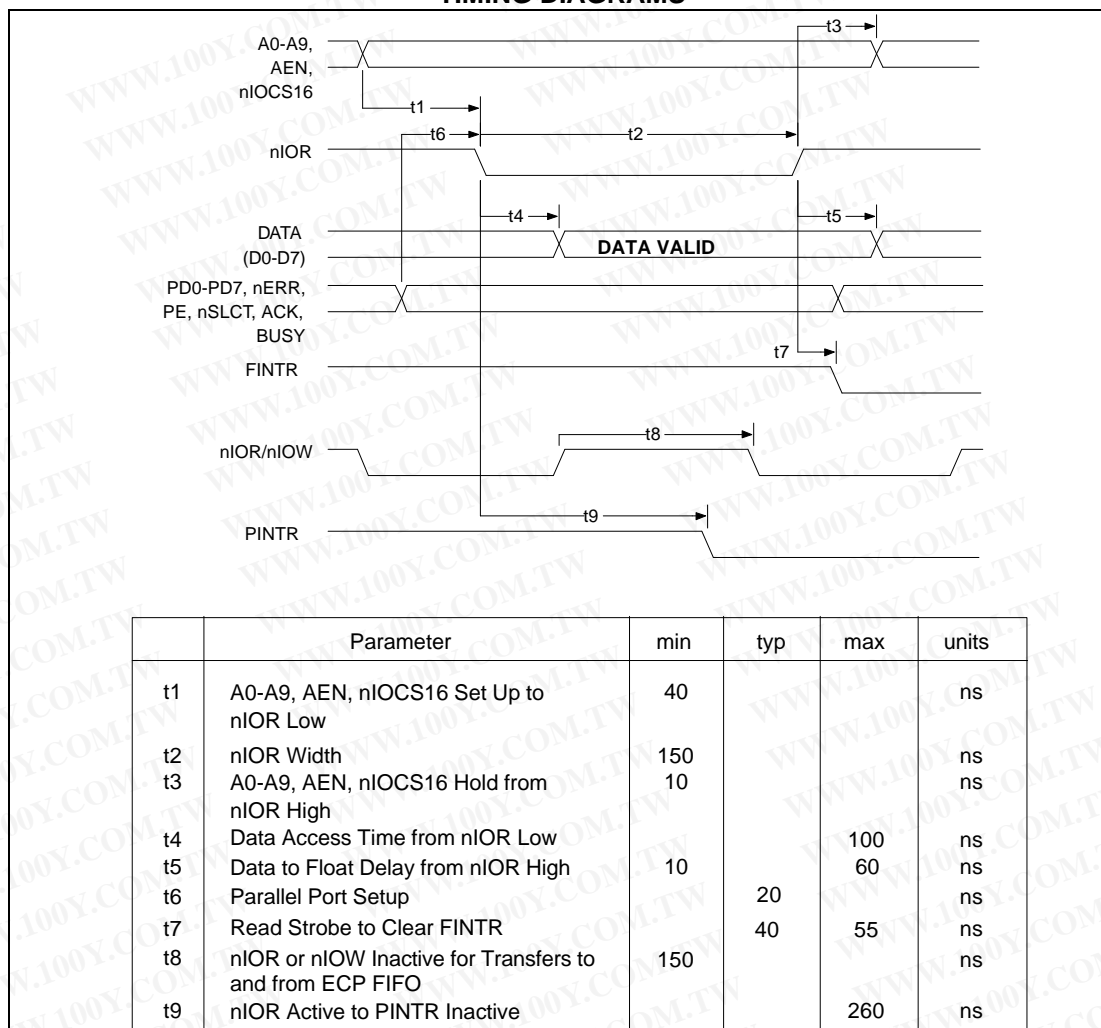 TIMING DIAGRAMS
A0-A9,
AEN,
nIOCS16
t3
t1
t6
t2
nIOR
t4
t5
DATA
(D0-D7)
DATA VALID
PD0-PD7, nERR,
PE, nSLCT, ACK,
BUSY
t7
FINTR
t8
nIOR/nIOW
t9
PINTR
Parameter min typ max units
t1 A0-A9, AEN, nIOCS16 Set Up to 40 ns
nIOR Low
t2 nIOR Width 150 ns
t3 A0-A9, AEN, nIOCS16 Hold from 10 ns
nIOR High
t4 Data Access Time from nIOR Low 100 ns
t5 Data to Float Delay from nIOR High 10 60 ns
t6 Parallel Port Setup 20 ns
t7 Read Strobe to Clear FINTR 40 55 ns
t8 nIOR or nIOW Inactive for Transfers to 150 ns
and from ECP FIFO
t9 nIOR Active to PINTR Inactive 260 ns
WWW.100Y.COM.TW